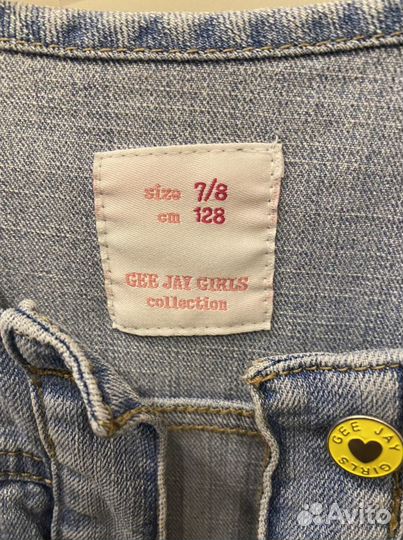 size 7/8
cm 128
GEE JAY GIRLS
collection
GEE JAY
GIRLS
Avito